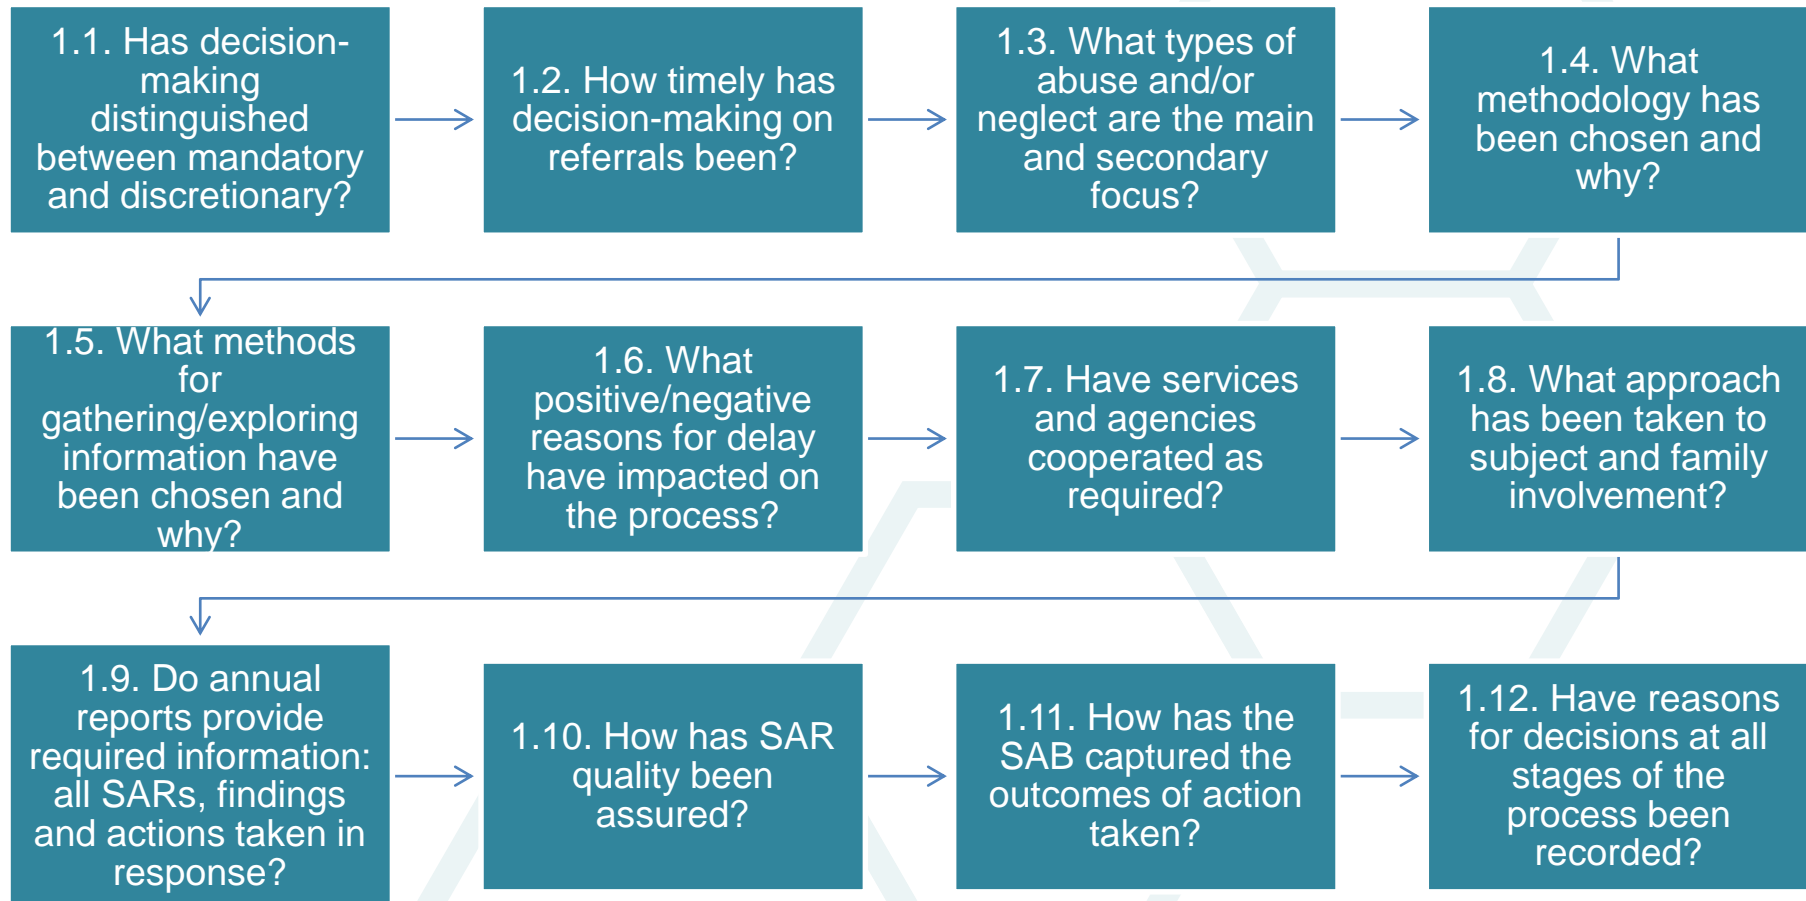 1.1. Has decision-
making
distinguished
between mandatory
and discretionary?
1.2. How timely has
decision-making on
referrals been?
1.3. What types of
abuse and/or
neglect are the main
and secondary
focus?
1.4. What
methodology has
been chosen and
why?
1.5. What methods
for
gathering/exploring
information have
been chosen and
why?
1.6. What
positive/negative
reasons for delay
have impacted on
the process?
1.7. Have services
and agencies
cooperated as
required?
1.8. What approach
has been taken to
subject and family
involvement?
1.9. Do annual
reports provide
required information:
all SARs, findings
and actions taken in
response?
1.10. How has SAR
quality been
assured?
1.11. How has the
SAB captured the
outcomes of action
taken?
1.12. Have reasons
for decisions at all
stages of the
process been
recorded?